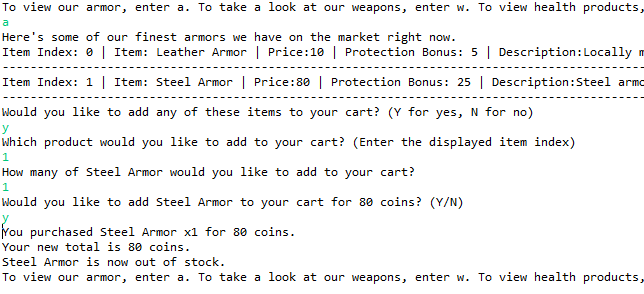 To view our armor, enter a. To take a look at our weapons, enter w. To view health products,
a
Here's some of our finest armors we have on the market right now.
Item Index: 0 | Item: Leather Armor | Price:10 | Protection Bonus: 5 | Description:Locally
--------------------------------------------------------------------------------------------
Item Index: 1 | Item: Steel Armor | Price:80 | Protection Bonus: 25 | Description:Steel
--------------------------------------------------------------------------------------------
Would you like to add any of these items to your cart? (Y for yes, N for no)
y
Which product would you like to add to your cart? (Enter the displayed item index)
1
How many of Steel Armor would you like to add to your cart?
1
Would you like to add Steel Armor to your cart for 80 coins? (Y/N)
y
You purchased Steel Armor x1 for 80 coins.
Your new total is 80 coins.
Steel Armor is now out of stock.
To view our armor, enter a. To take a look at our weapons, enter w. To view health products,